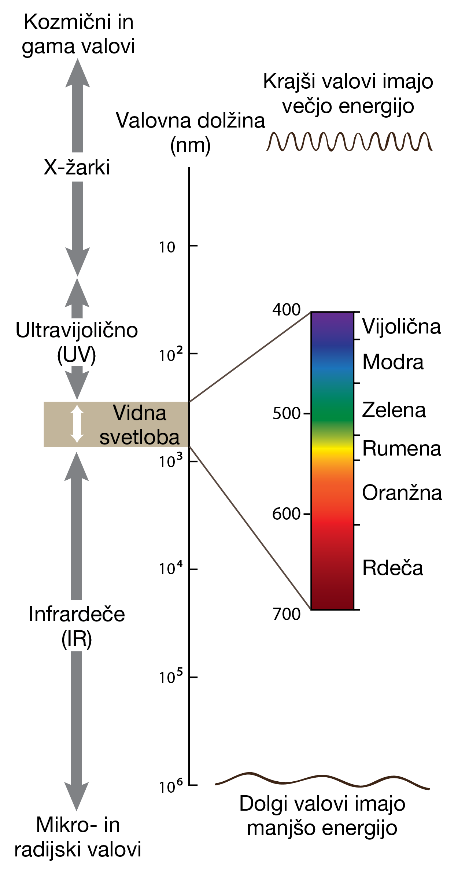 Kozmični in
gama valovi
X-žarki
Ultravijolično
(UV)
Vidna
svetloba
Infrardeče
(IR)
Mikro- in
radijski valovi
Valovna dolžina
(nm)
10
10²
10³
10⁴
10⁵
10⁶
Krajši valovi imajo
večjo energijo
400
500
600
700
Vijolična
Modra
Zelena
Rumena
Oranžna
Rdeča
Dolgi valovi imajo
manjšo energijo